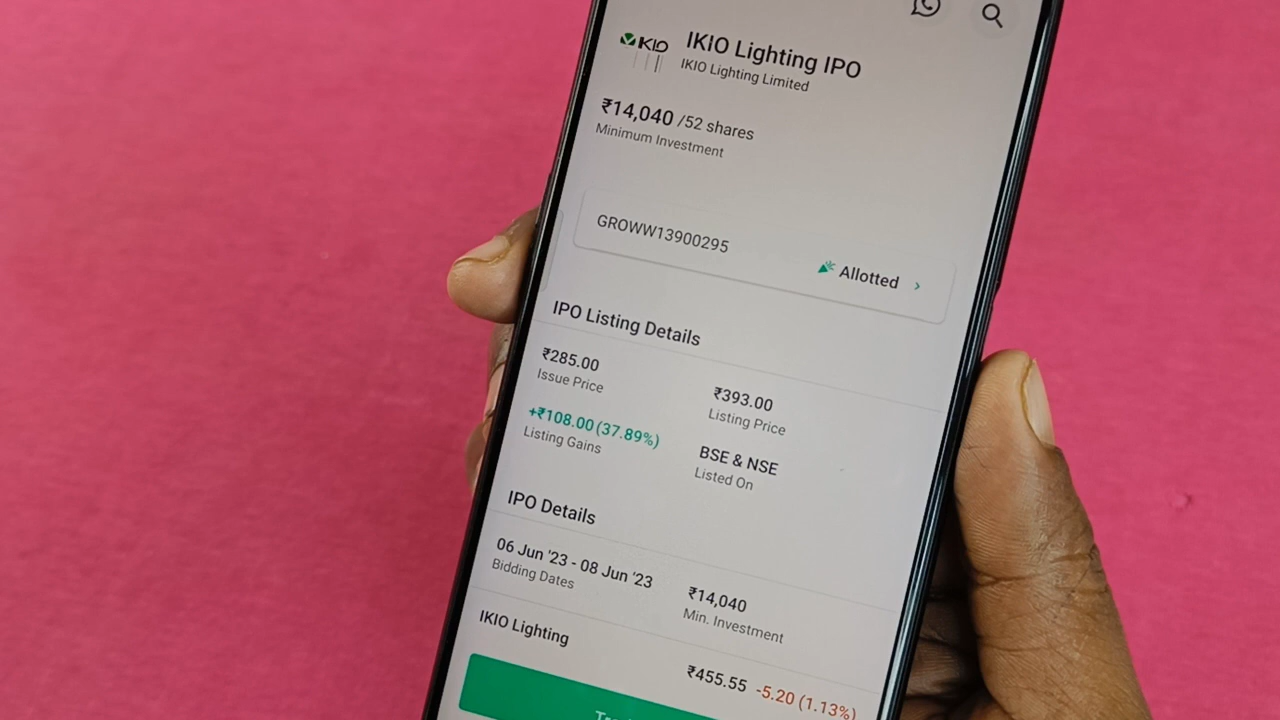 IKIO
IKIO Lighting IPO
IKIO Lighting Limited
₹14,040 /52 shares
Minimum Investment
GROWW13900295
Allotted >
IPO Listing Details
₹285.00
Issue Price
₹393.00
Listing Price
+₹108.00 (37.89%)
Listing Gains
BSE & NSE
Listed On
IPO Details
06 Jun '23 - 08 Jun '23
Bidding Dates
₹14,040
Min. Investment
IKIO Lighting
₹455.55 -5.20 (1.13%)